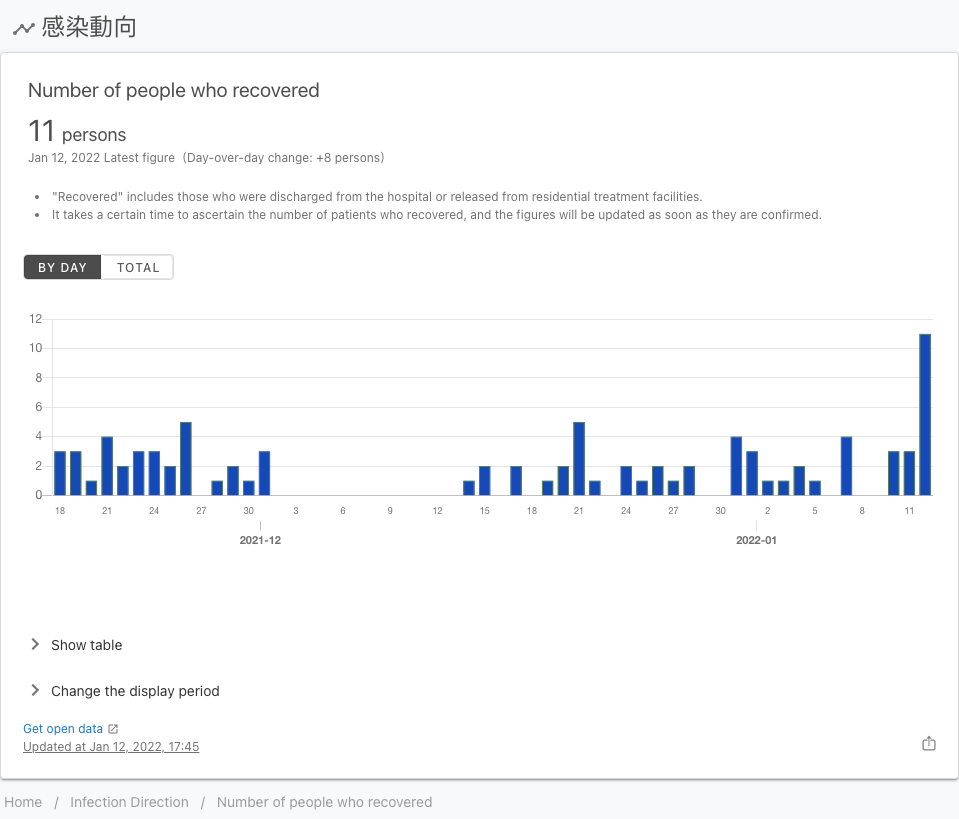 感染動向
Number of people who recovered
11 persons
Jan 12, 2022 Latest figure (Day-over-day change: +8 persons)
• "Recovered" includes those who were discharged from the hospital or released from residential treatment facilities.
• It takes a certain time to ascertain the number of patients who recovered, and the figures will be updated as soon as they are confirmed.
BY DAY TOTAL
12
10
8
6
4
2
0
18 21 24 27 30 3 6 9 12 15 18 21 24 27 30 2 5 8 11
2021-12 2022-01
Show table
Change the display period
Get open data
Updated at Jan 12, 2022, 17:45
Home / Infection Direction / Number of people who recovered